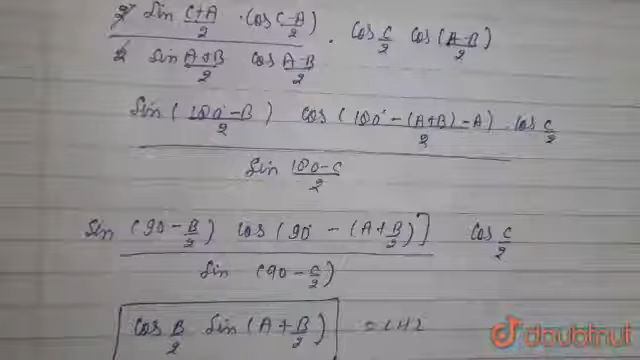 2 sin C+A/2 · cos(C-A/2) / 2 sin A+B/2 cos A-B/2 · cos C/2 cos(A-B/2)
sin(180°-B/2) cos(180°-(A+B)-A)/2 · cos C/2 / sin 180-C/2
sin(90-B/2) cos(90-(A+B/2)] cos C/2 / sin(90-C/2)
cos B/2 sin(A+B/2) = LHS
doubtnut